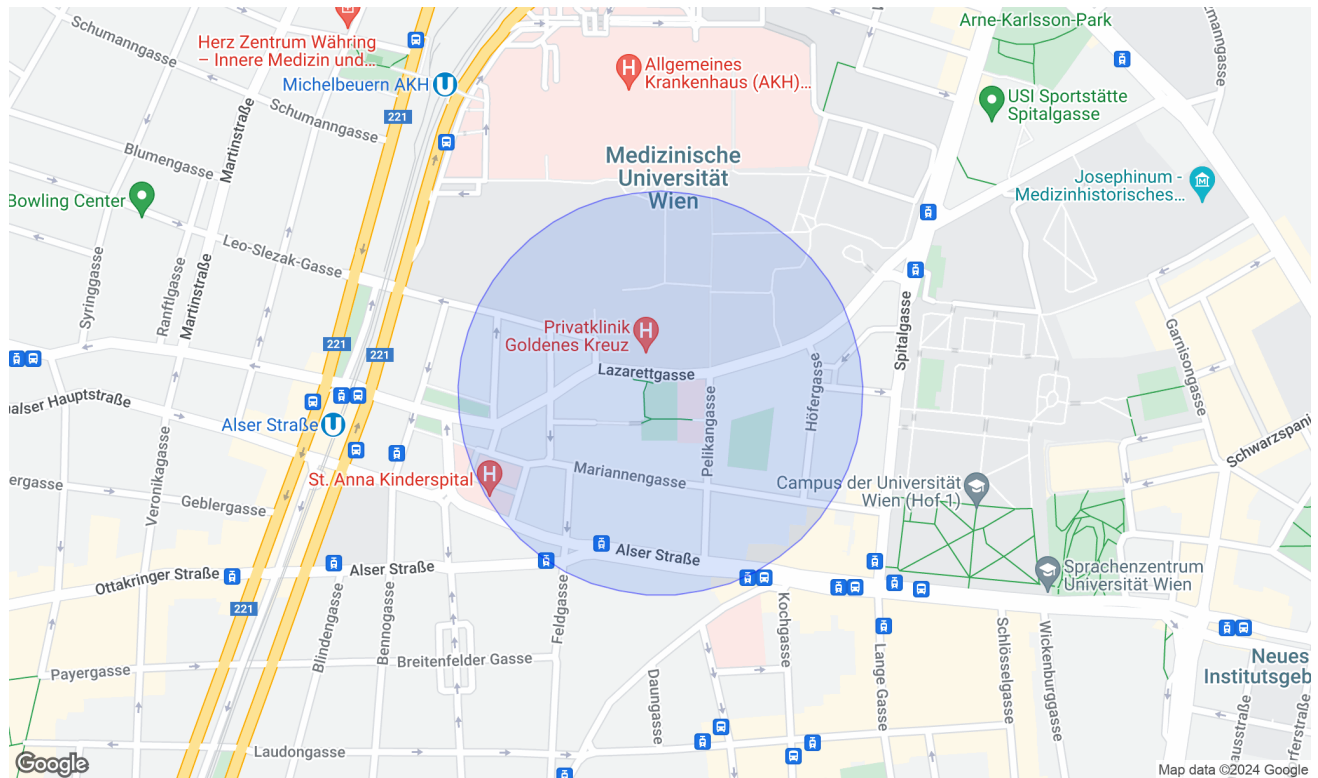 Schumanngasse
Herz Zentrum Währing
– Innere Medizin und...
Michelbeuern AKH
U
221
Schumanngasse
Martinstraße
Blumengasse
Bowling Center
H
Allgemeines
Krankenhaus (AKH)...
Arne-Karlsson-Park
USI Sportstätte
Spitalgasse
Medizinische
Universität
Wien
Josephinum -
Medizinhistorisches...
M
Leo-Slezak-Gasse
Syringgasse
Ranftlgasse
Martinstraße
221
221
Privatklinik
Goldenes Kreuz
H
Lazarettgasse
Spitalgasse
Garnisongasse
Höfergasse
Pelikangasse
Alser Straße
U
St. Anna Kinderspital
H
Mariannengasse
Campus der Universität
Wien (Hof 1)
Veronikagasse
Geblergasse
Alser Straße
Sprachenzentrum
Universität Wien
Ottakringer Straße
Alser Straße
221
Blindengasse
Bennogasse
Feldgasse
Kochgasse
Lange Gasse
Schlösselgasse
Wickenburggasse
Breitenfelder Gasse
Payergasse
Daungasse
Neues
Institutsgeb
Laudongasse
Google
Map data ©2024 Google